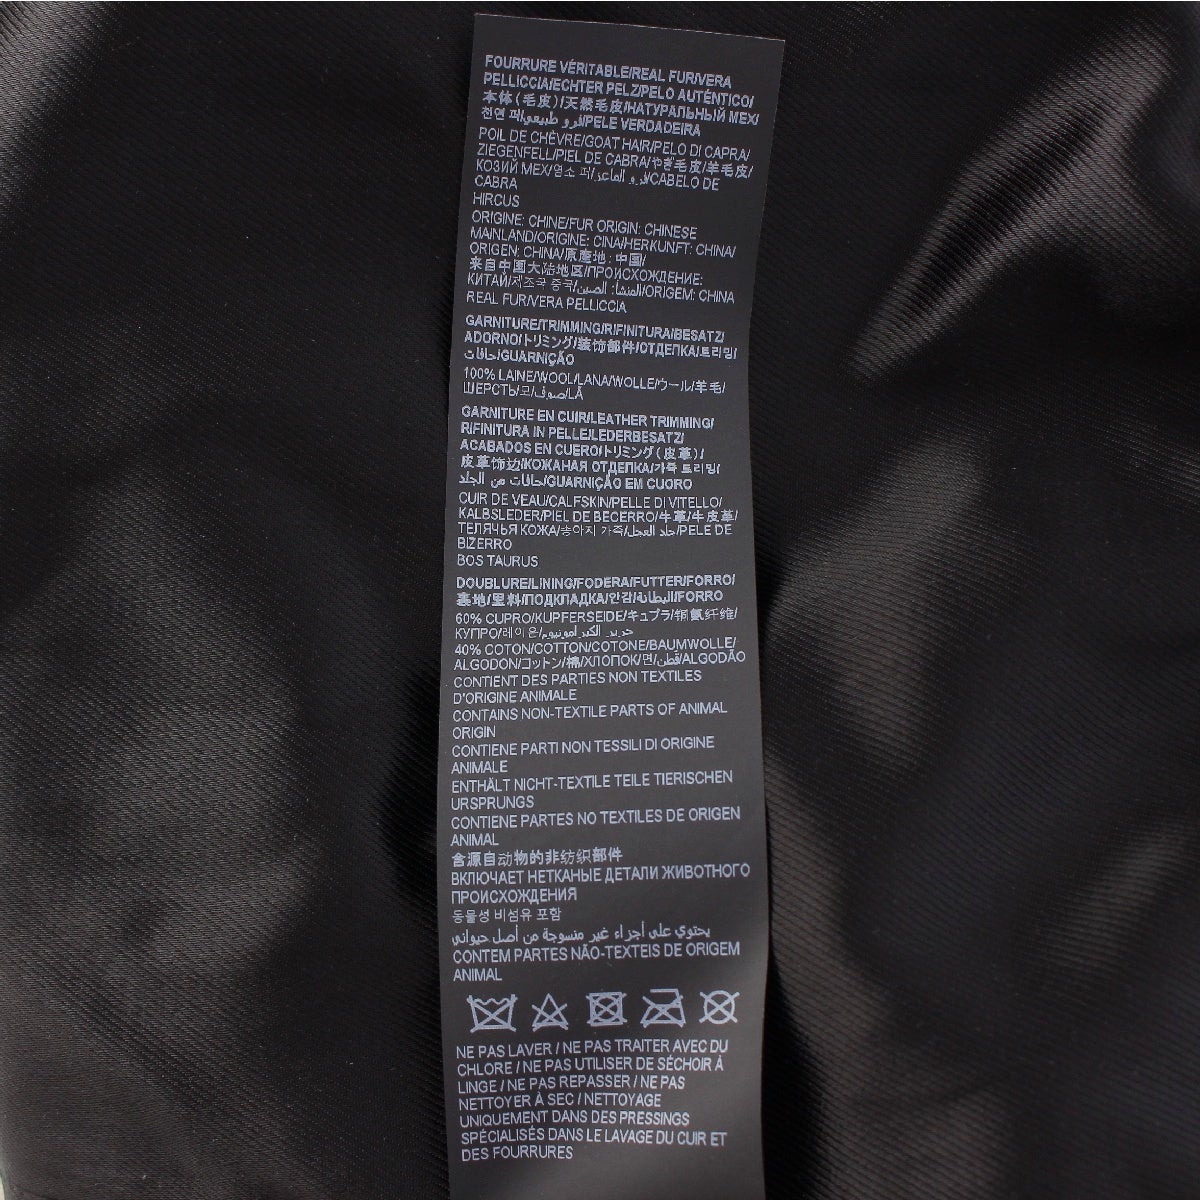 FOURRURE VÉRITABLE/REAL FUR/VERA
PELLICCIA/ECHTER PELZ/PELO AUTÉNTICO/
本体(毛皮)/天然毛皮/НАТУРАЛЬНЫЙ МЕХ/
천연 퍼/فرو طبيعي/PELE VERDADEIRA
POIL DE CHÈVRE/GOAT HAIR/PELO DI CAPRA/
ZIEGENFELL/PIEL DE CABRA/やぎ毛皮/羊毛皮/
КОЗИЙ МЕХ/염소 퍼/فرو الماعز/CABELO DE
CABRA
HIRCUS
ORIGINE: CHINE/FUR ORIGIN: CHINESE
MAINLAND/ORIGINE: CINA/HERKUNFT: CHINA/
ORIGEN: CHINA/原産地 : 中国/
来自中国大陆地区/ПРОИСХОЖДЕНИЕ:
КИТАЙ/제조국 중국/المنشأ: الصين/ORIGEM: CHINA
REAL FUR/VERA PELLICCIA
GARNITURE/TRIMMING/RIFINITURA/BESATZ/
ADORNO/トリミング/装饰部件/ОТДЕЛКА/트리밍/
حافات/GUARNIÇÃO
100% LAINE/WOOL/LANA/WOLLE/ウール/羊毛/
ШЕРСТЬ/모/صوف/LÃ
GARNITURE EN CUIR/LEATHER TRIMMING/
RIFINITURA IN PELLE/LEDERBESATZ/
ACABADOS EN CUERO/トリミング(皮革)/
皮革饰边/КОЖАНАЯ ОТДЕЛКА/가죽 트리밍/
حافات من الجلد/GUARNIÇÃO EM CUORO
CUIR DE VEAU/CALFSKIN/PELLE DI VITELLO/
KALBSLEDER/PIEL DE BECERRO/牛革/牛皮革/
ТЕЛЯЧЬЯ КОЖА/송아지 가죽/جلد العجل/PELE DE
BIZERRO
BOS TAURUS
DOUBLURE/LINING/FODERA/FUTTER/FORRO/
裏地/里料/ПОДКЛАДКА/안감/البطانة/FORRO
60% CUPRO/KUPFERSEIDE/キュプラ/铜氨纤维/
КУПРО/레이온/حرير الكبرامونيوم
40% COTON/COTTON/COTONE/BAUMWOLLE/
ALGODON/コットン/棉/ХЛОПОК/면/قطن/ALGODÃO
CONTIENT DES PARTIES NON TEXTILES
D'ORIGINE ANIMALE
CONTAINS NON-TEXTILE PARTS OF ANIMAL
ORIGIN
CONTIENE PARTI NON TESSILI DI ORIGINE
ANIMALE
ENTHÄLT NICHT-TEXTILE TEILE TIERISCHEN
URSPRUNGS
CONTIENE PARTES NO TEXTILES DE ORIGEN
ANIMAL
含源自动物的非纺织部件
ВКЛЮЧАЕТ НЕТКАНЫЕ ДЕТАЛИ ЖИВОТНОГО
ПРОИСХОЖДЕНИЯ
동물성 비섬유 포함
يحتوي على أجزاء غير منسوجة من أصل حيواني
CONTEM PARTES NÃO-TEXTEIS DE ORIGEM
ANIMAL
NE PAS LAVER / NE PAS TRAITER AVEC DU
CHLORE / NE PAS UTILISER DE SÉCHOIR À
LINGE / NE PAS REPASSER / NE PAS
NETTOYER À SEC / NETTOYAGE
UNIQUEMENT DANS DES PRESSINGS
SPÉCIALISÉS DANS LE LAVAGE DU CUIR ET
DES FOURRURES